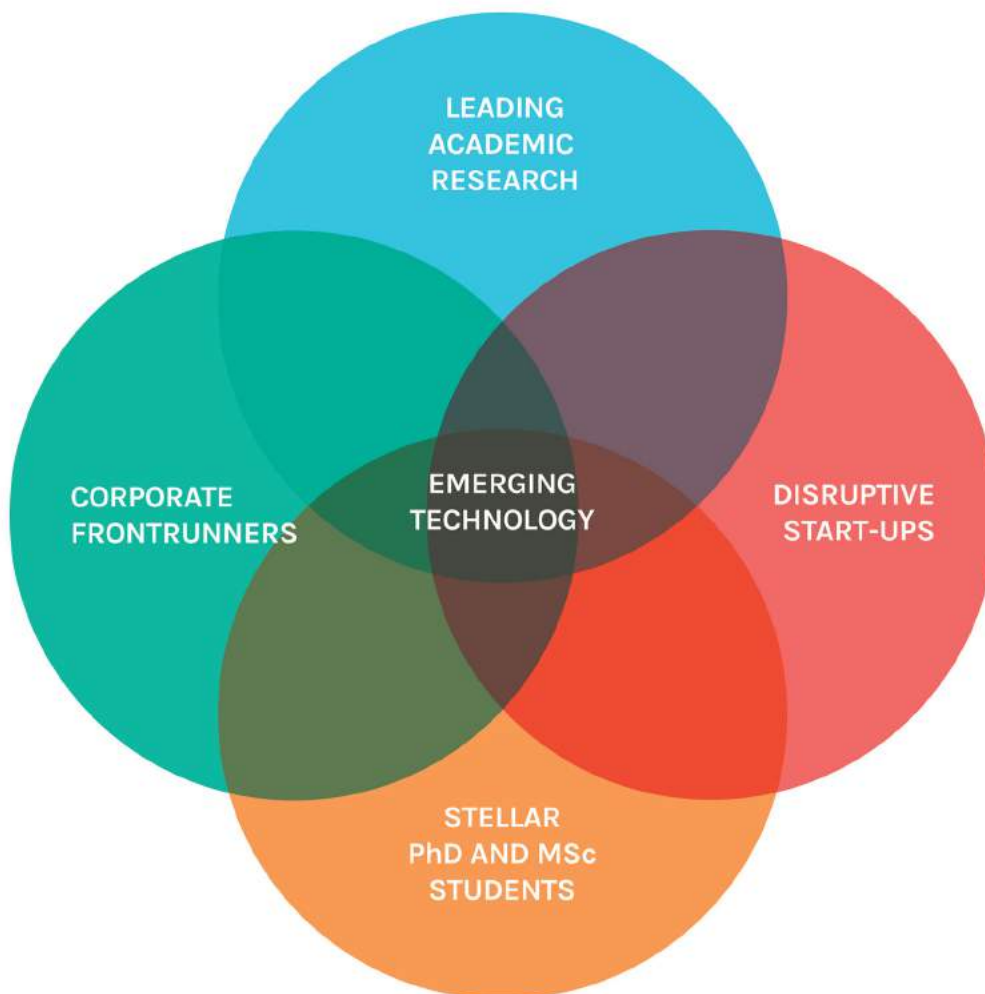 LEADING
ACADEMIC
RESEARCH
CORPORATE
FRONTRUNNERS
EMERGING
TECHNOLOGY
DISRUPTIVE
START-UPS
STELLAR
PhD AND MSc
STUDENTS